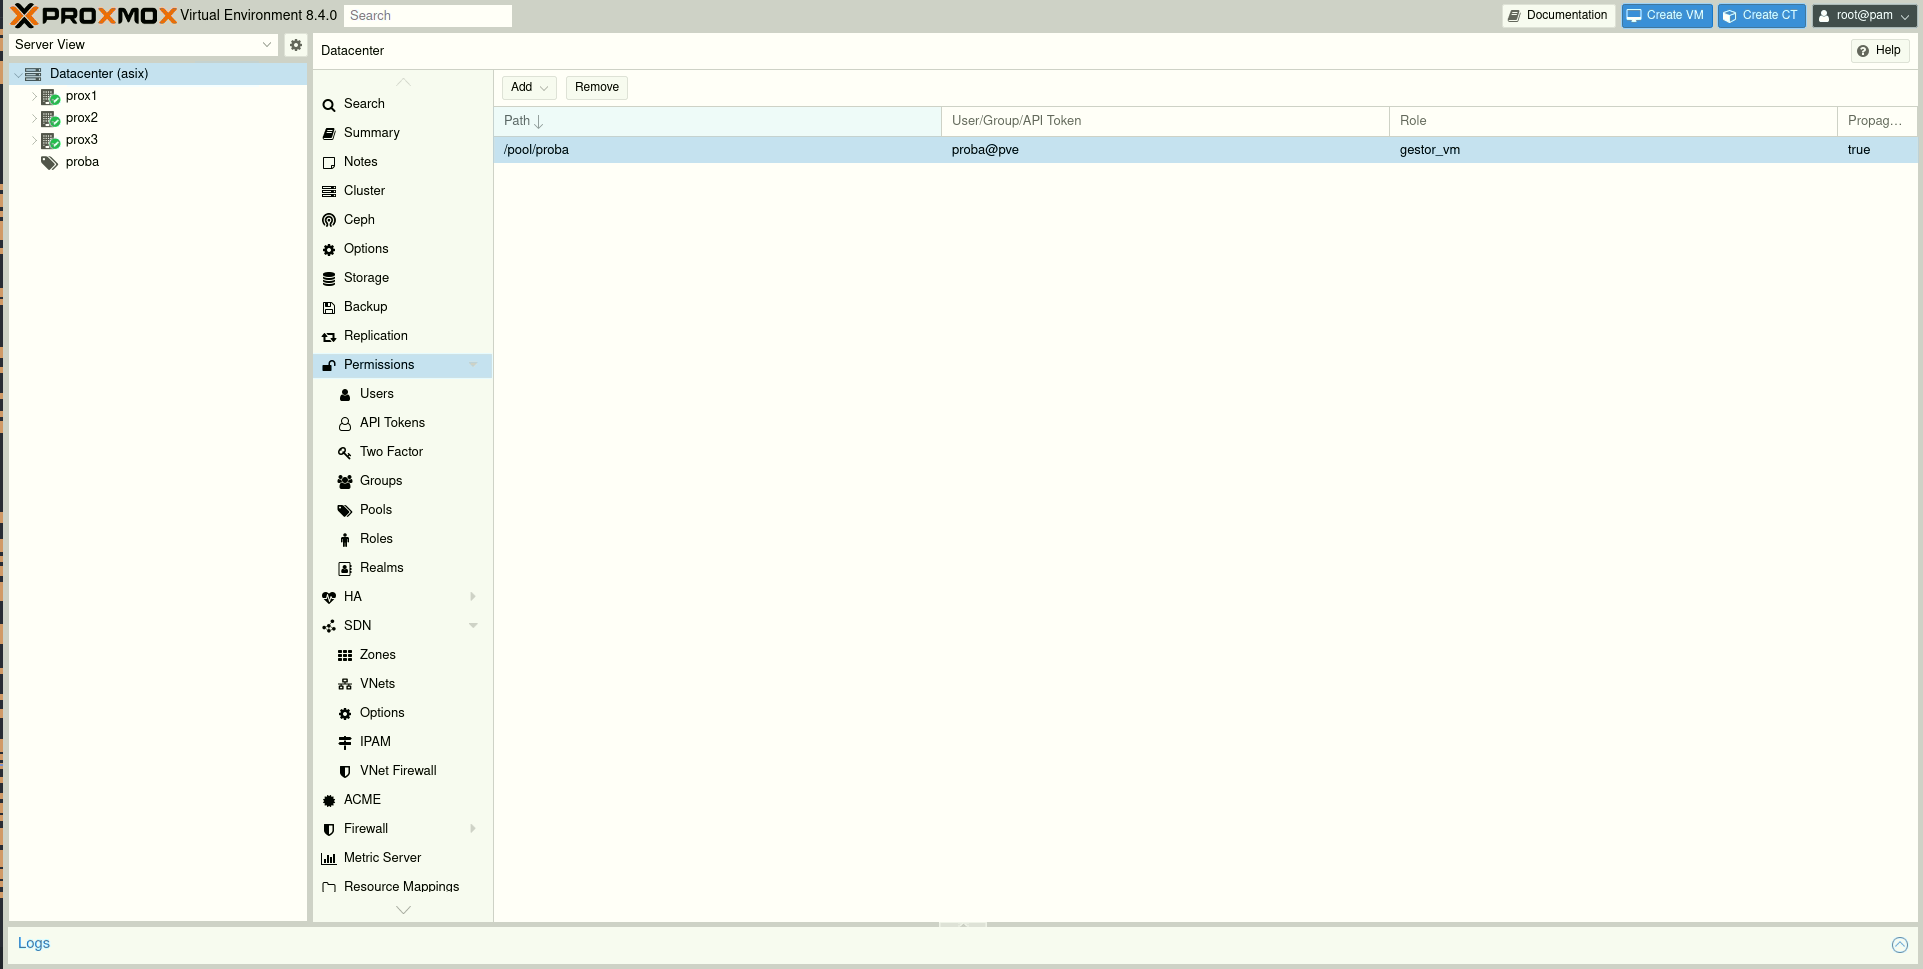 PROXMOX Virtual Environment 8.4.0 Search Documentation Create VM Create CT root@pam
Server View
Datacenter Help
Datacenter (asix)
prox1
prox2
prox3
proba
Search
Summary
Notes
Cluster
Ceph
Options
Storage
Backup
Replication
Permissions
Users
API Tokens
Two Factor
Groups
Pools
Roles
Realms
HA
SDN
Zones
VNets
Options
IPAM
VNet Firewall
ACME
Firewall
Metric Server
Resource Mappings
Add Remove
Path User/Group/API Token Role Propag...
/pool/proba proba@pve gestor_vm true
Logs